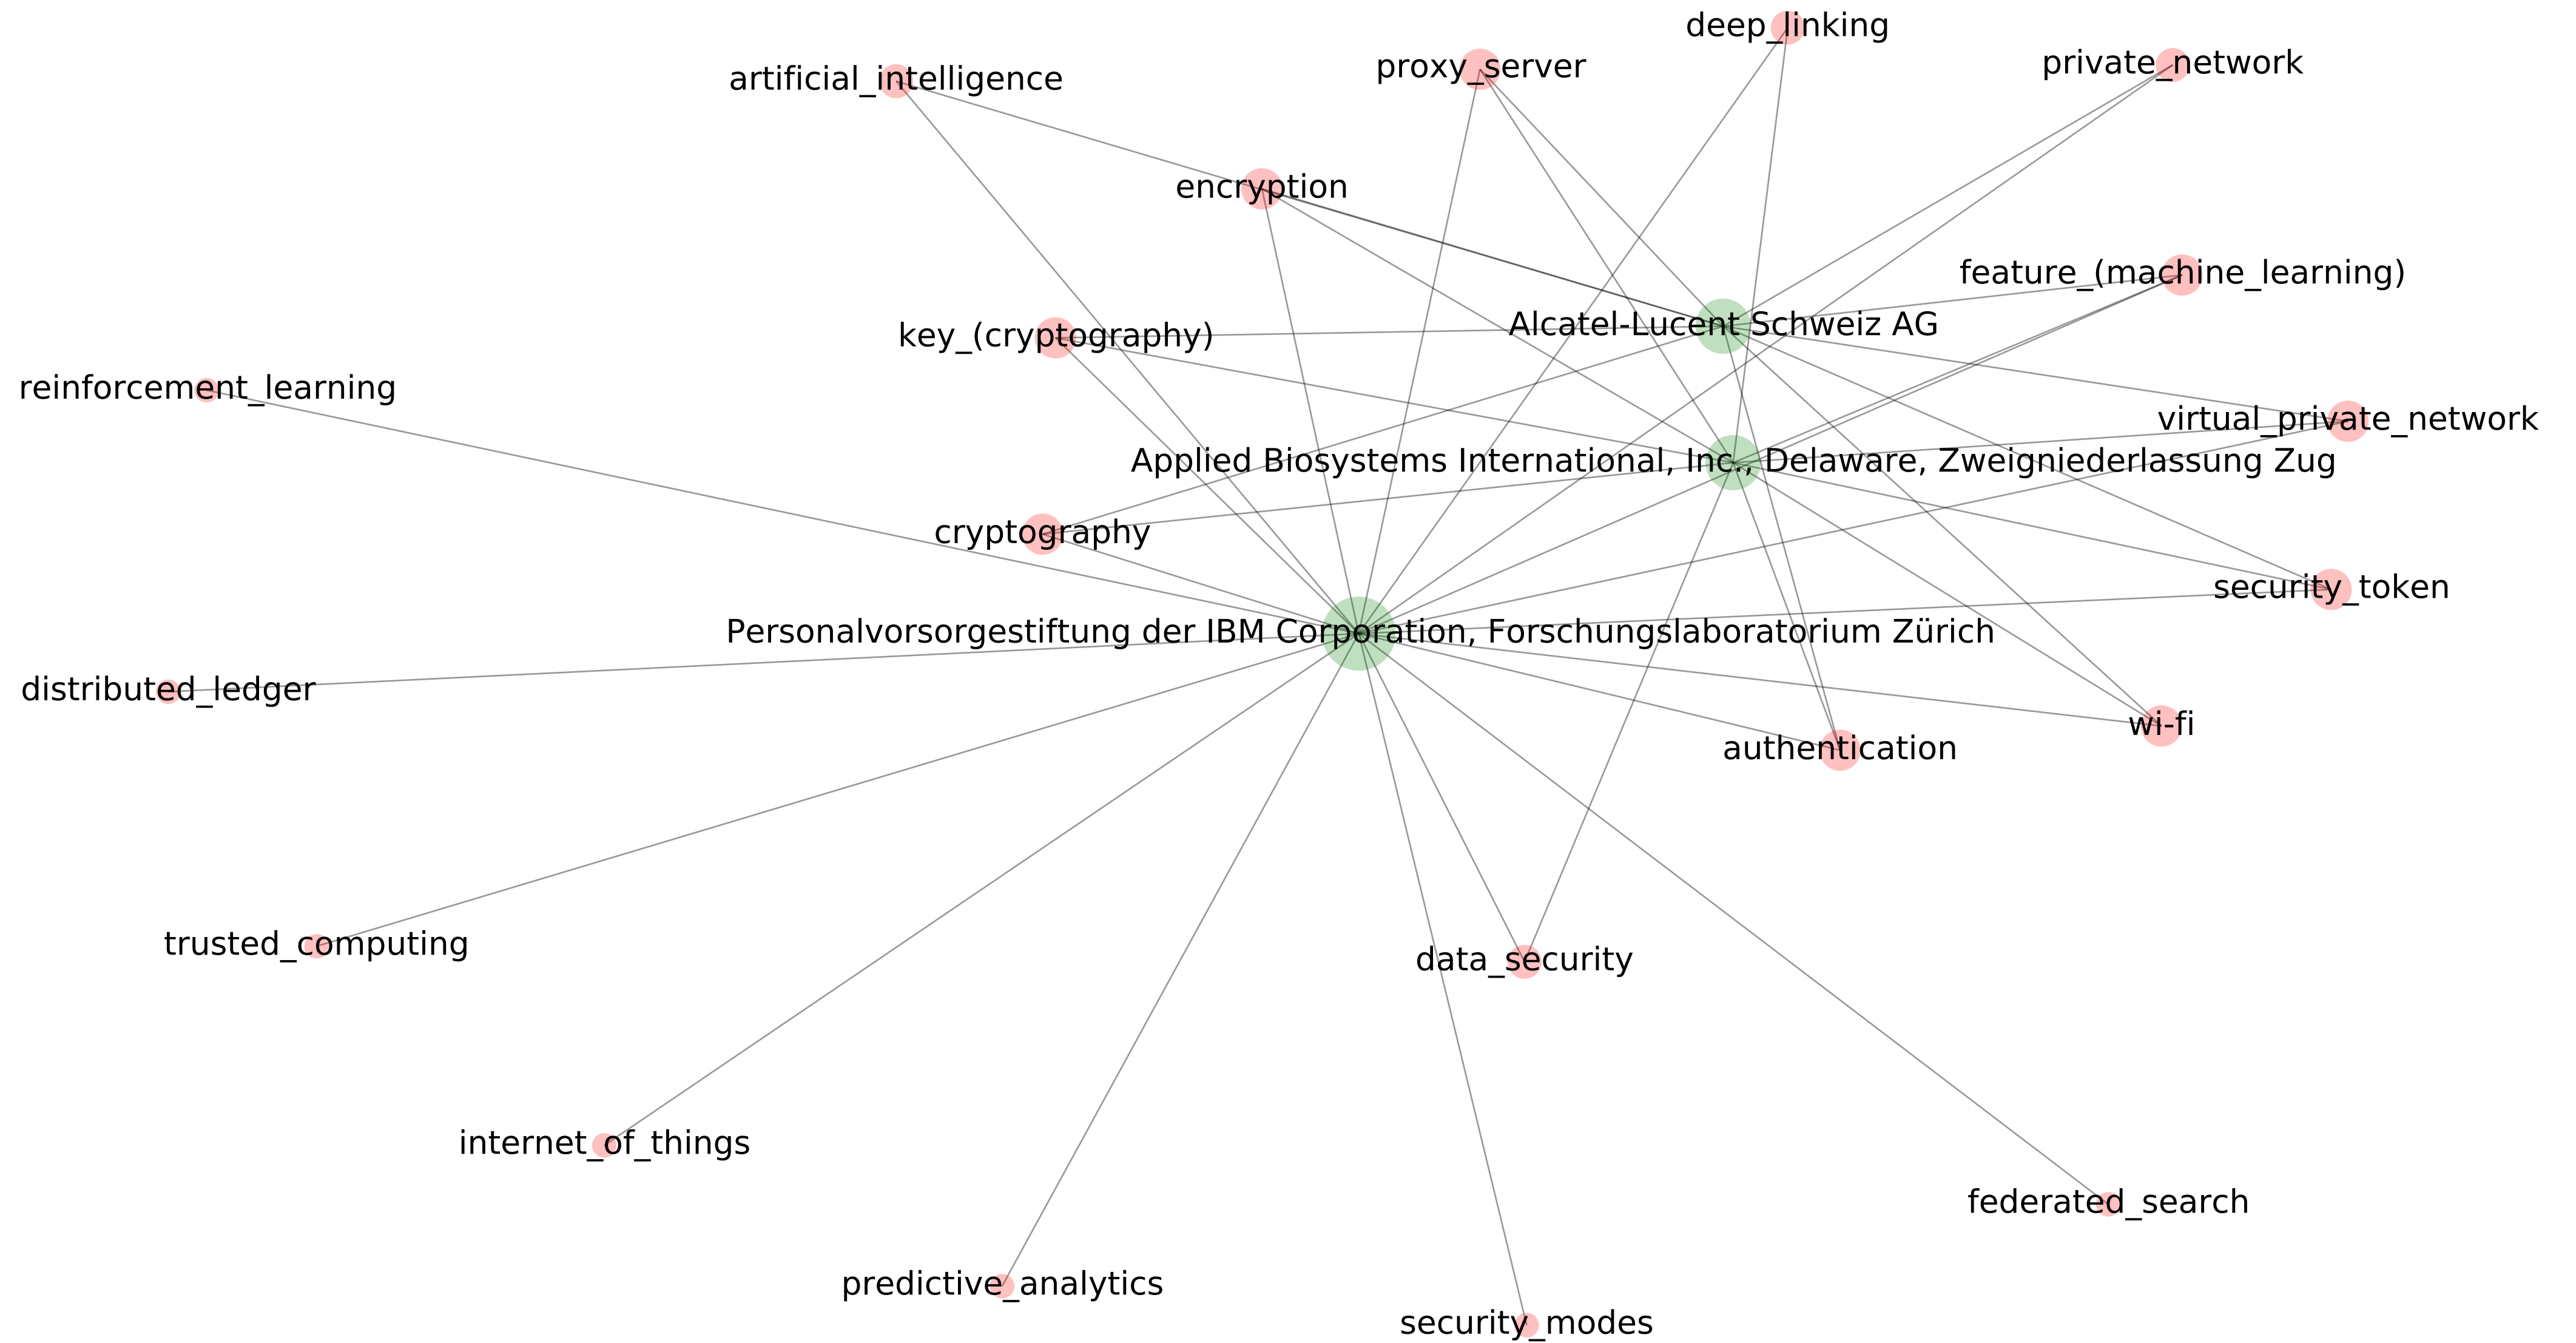 deep_linking
private_network
proxy_server
artificial_intelligence
encryption
feature_(machine_learning)
Alcatel-Lucent Schweiz AG
key_(cryptography)
reinforcement_learning
virtual_private_network
Applied Biosystems International, Inc., Delaware, Zweigniederlassung Zug
cryptography
security_token
Personalvorsorgestiftung der IBM Corporation, Forschungslaboratorium Zürich
distributed_ledger
wi-fi
authentication
trusted_computing
data_security
internet_of_things
federated_search
predictive_analytics
security_modes